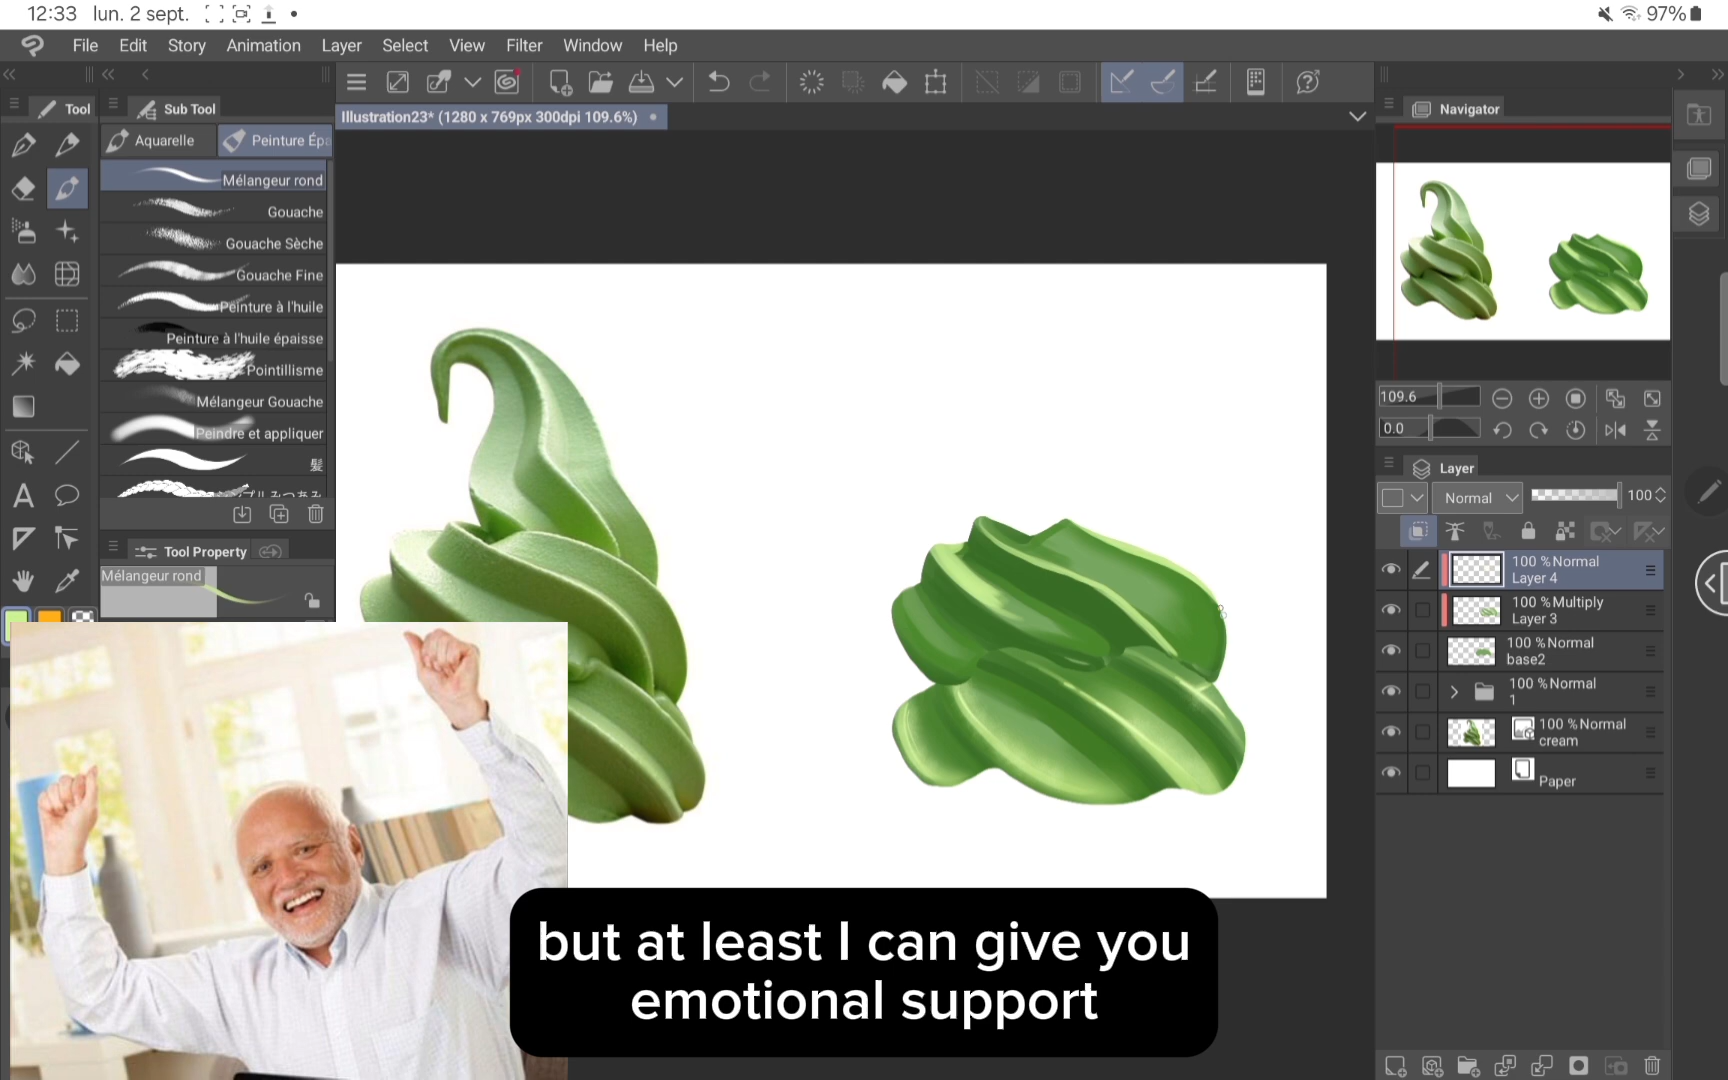 12:33 lun. 2 sept.
97%
File Edit Story Animation Layer Select View Filter Window Help
Tool
Sub Tool
Illustration23* (1280 x 769px 300dpi 109.6%)
Navigator
Aquarelle
Peinture Épa
Mélangeur rond
Gouache
Gouache Sèche
Gouache Fine
Peinture à l'huile
Peinture à l'huile épaisse
Pointillisme
Mélangeur Gouache
Peindre et appliquer
髪
Tool Property
Mélangeur rond
109.6
0.0
Layer
Normal
100
100 %Normal
Layer 4
100 %Multiply
Layer 3
100 %Normal
base2
100 %Normal
1
100 %Normal
cream
Paper
but at least I can give you
emotional support